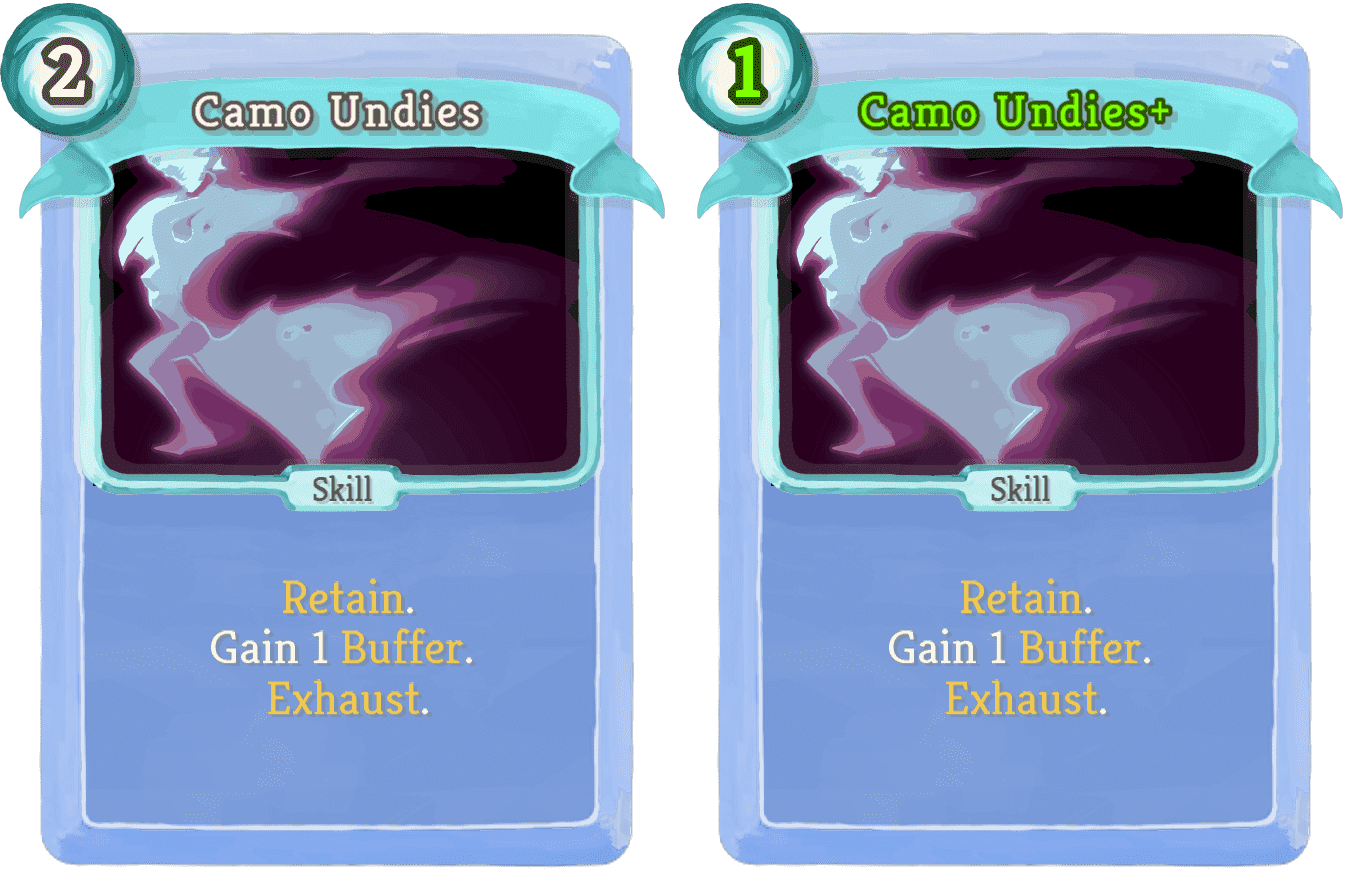 2
Camo Undies
Skill
Retain.
Gain 1 Buffer.
Exhaust.
1
Camo Undies+
Skill
Retain.
Gain 1 Buffer.
Exhaust.